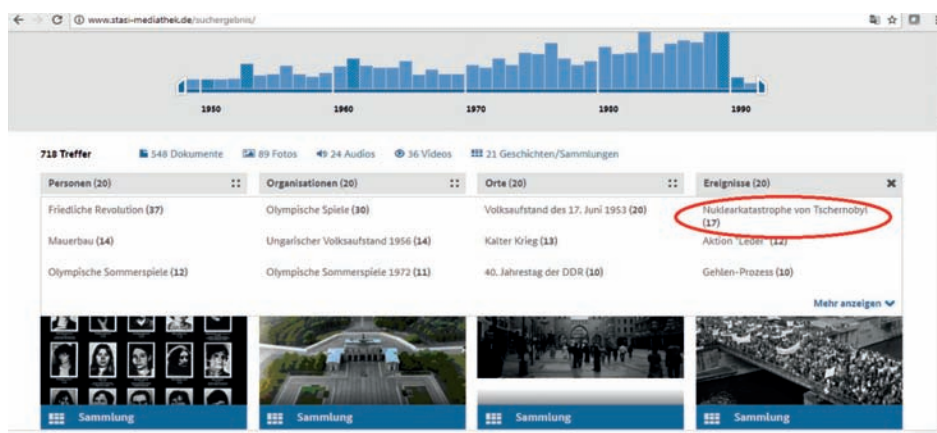 www.stasi-mediathek.de/suchergebnis/
1950 1960 1970 1980 1990
718 Treffer 548 Dokumente 89 Fotos 24 Audios 36 Videos 21 Geschichten/Sammlungen
Personen (20) Organisationen (20) Orte (20) Ereignisse (20)
Friedliche Revolution (37) Olympische Spiele (30) Volksaufstand des 17. Juni 1953 (20) Nuklearkatastrophe von Tschernobyl
(17)
Mauerbau (14) Ungarischer Volksaufstand 1956 (14) Kalter Krieg (13) Aktion "Leder" (12)
Olympische Sommerspiele (12) Olympische Sommerspiele 1972 (11) 40. Jahrestag der DDR (10) Gehlen-Prozess (10)
Mehr anzeigen
Sammlung Sammlung Sammlung Sammlung